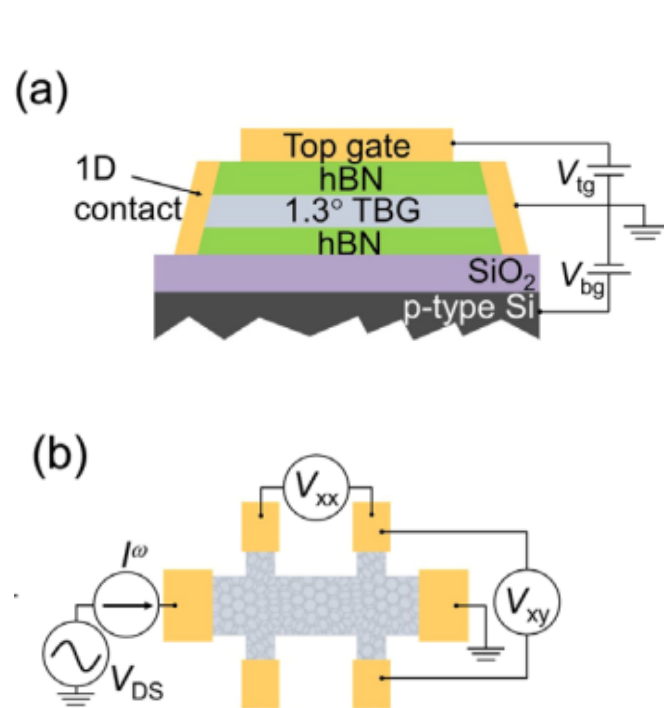 (a)
Top gate
hBN
1D
contact
1.3° TBG
hBN
SiO₂
p-type Si
V_tg
V_bg
(b)
V_xx
I^ω
V_xy
V_DS